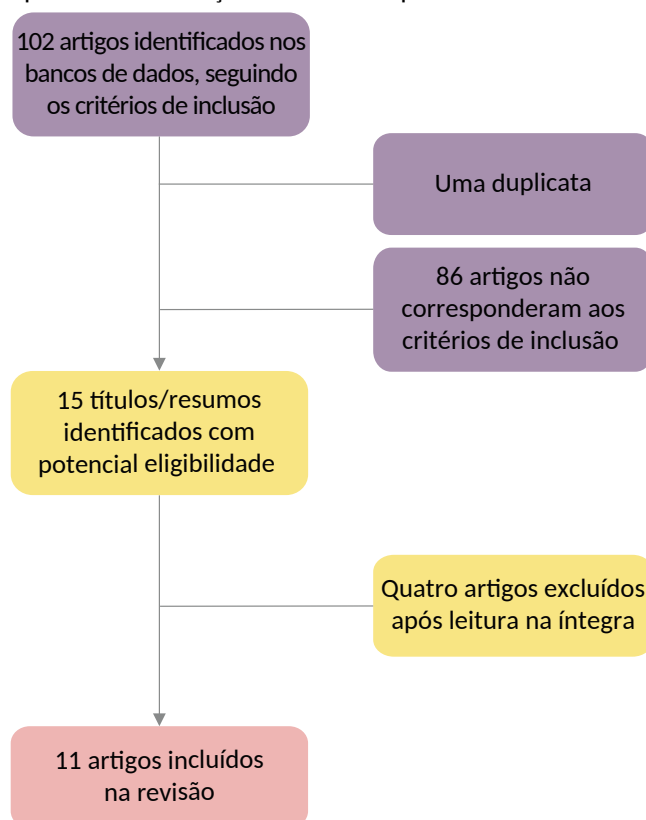 102 artigos identificados nos
bancos de dados, seguindo
os critérios de inclusão
Uma duplicata
86 artigos não
corresponderam aos
critérios de inclusão
15 títulos/resumos
identificados com
potencial eligibilidade
Quatro artigos excluídos
após leitura na íntegra
11 artigos incluídos
na revisão